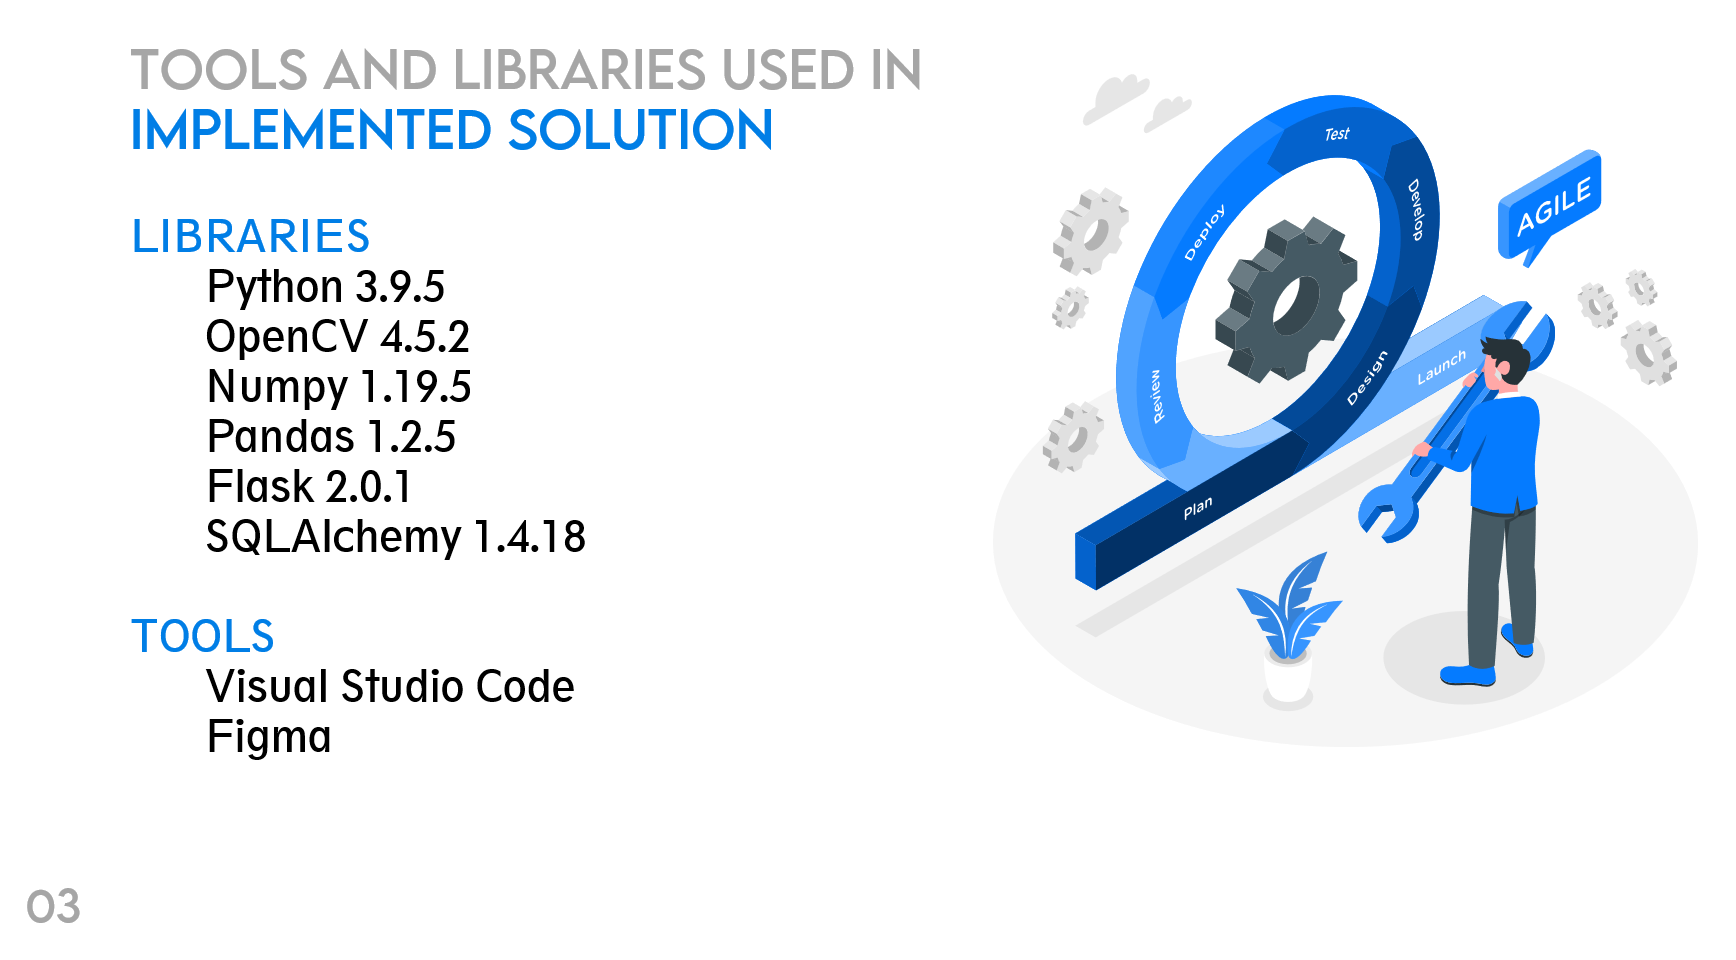 TOOLS AND LIBRARIES USED IN
IMPLEMENTED SOLUTION
LIBRARIES
Python 3.9.5
OpenCV 4.5.2
Numpy 1.19.5
Pandas 1.2.5
Flask 2.0.1
SQLAlchemy 1.4.18
TOOLS
Visual Studio Code
Figma
03
Test
Develop
Deploy
AGILE
Review
Design
Launch
Plan